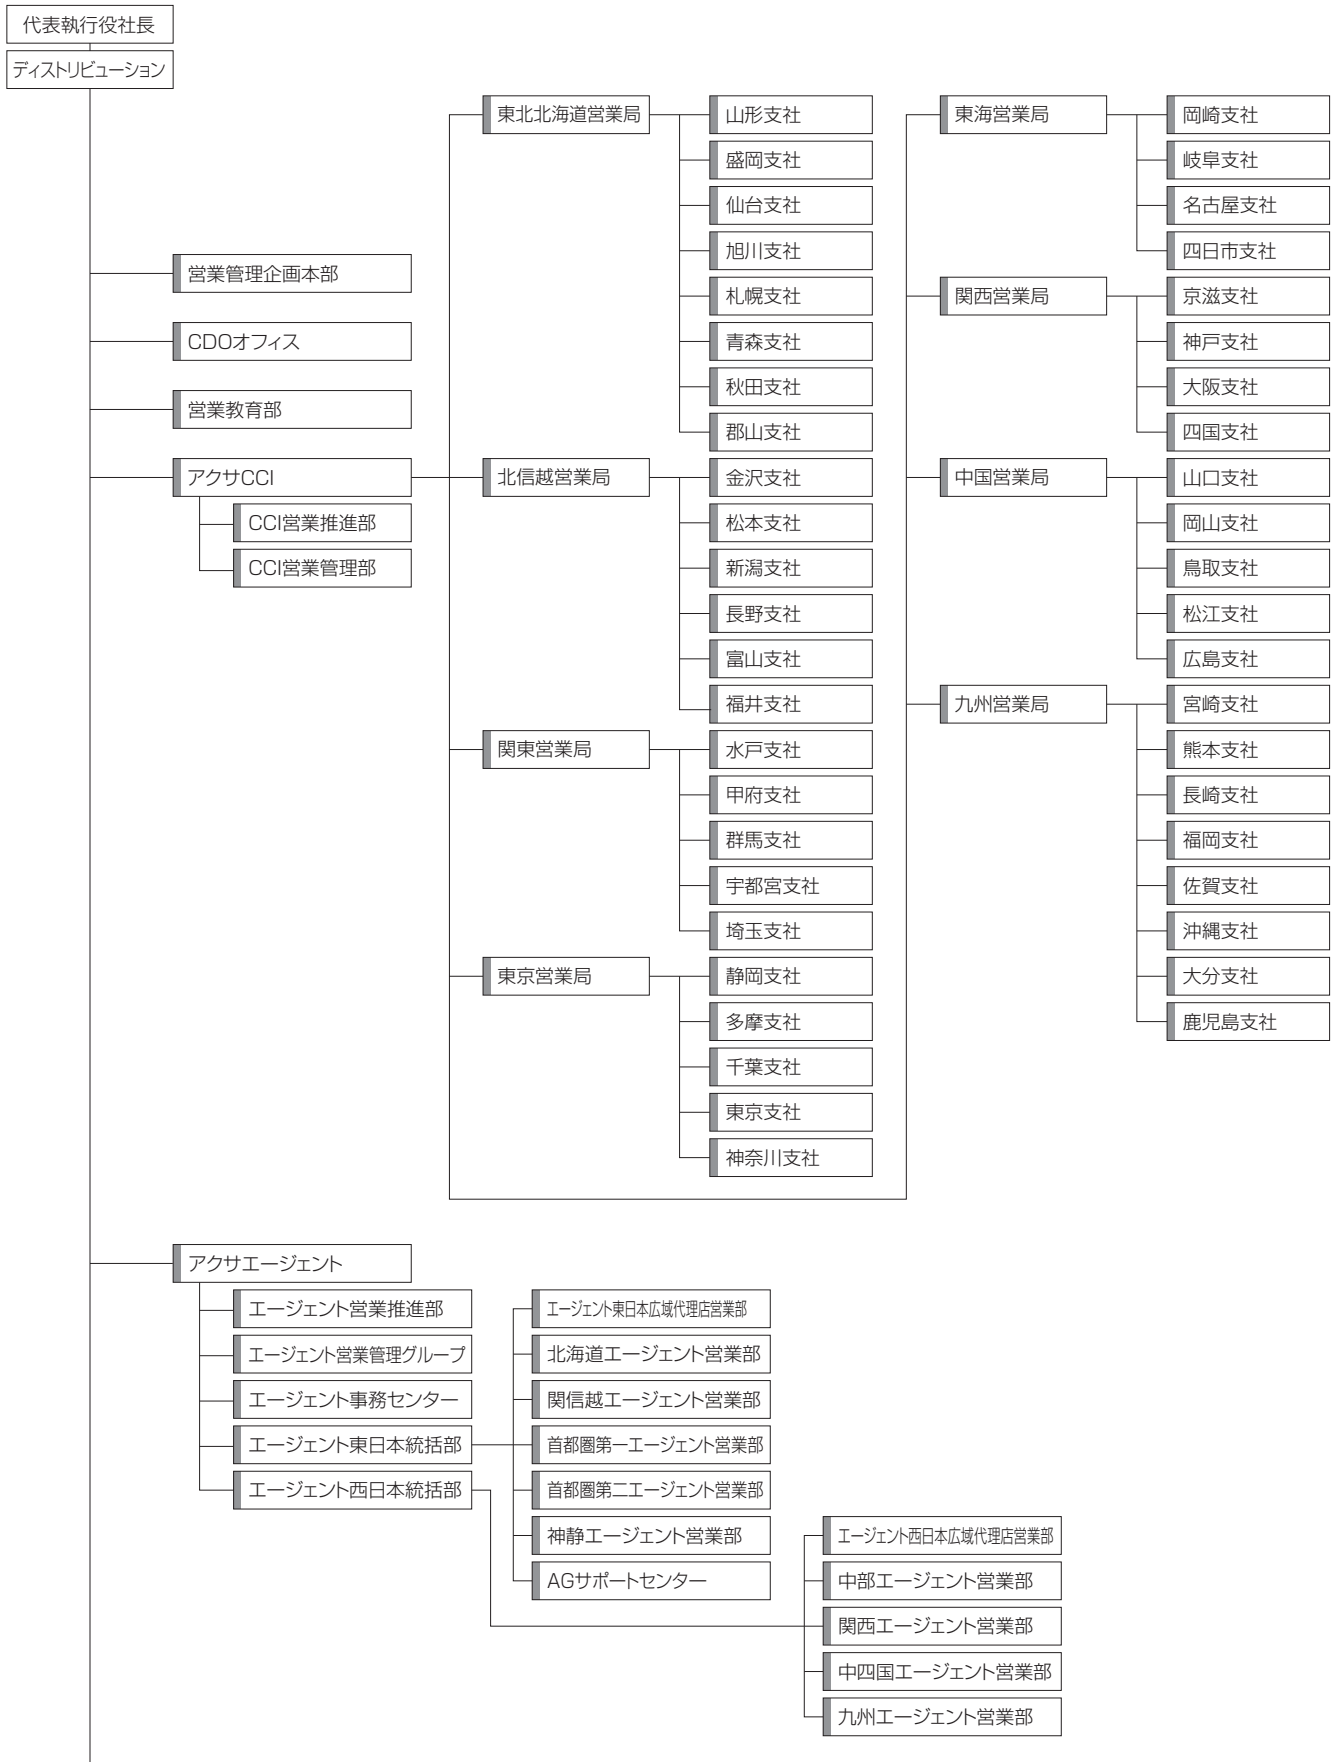 代表執行役社長
ディストリビューション
営業管理企画本部
CDOオフィス
営業教育部
アクサCCI
CCI営業推進部
CCI営業管理部
東北北海道営業局
山形支社
盛岡支社
仙台支社
旭川支社
札幌支社
青森支社
秋田支社
郡山支社
北信越営業局
金沢支社
松本支社
新潟支社
長野支社
富山支社
福井支社
関東営業局
水戸支社
甲府支社
群馬支社
宇都宮支社
埼玉支社
東京営業局
静岡支社
多摩支社
千葉支社
東京支社
神奈川支社
東海営業局
岡崎支社
岐阜支社
名古屋支社
四日市支社
関西営業局
京滋支社
神戸支社
大阪支社
四国支社
中国営業局
山口支社
岡山支社
鳥取支社
松江支社
広島支社
九州営業局
宮崎支社
熊本支社
長崎支社
福岡支社
佐賀支社
沖縄支社
大分支社
鹿児島支社
アクサエージェント
エージェント営業推進部
エージェント営業管理グループ
エージェント事務センター
エージェント東日本統括部
エージェント西日本統括部
エージェント東日本広域代理店営業部
北海道エージェント営業部
関信越エージェント営業部
首都圏第一エージェント営業部
首都圏第二エージェント営業部
神静エージェント営業部
AGサポートセンター
エージェント西日本広域代理店営業部
中部エージェント営業部
関西エージェント営業部
中四国エージェント営業部
九州エージェント営業部